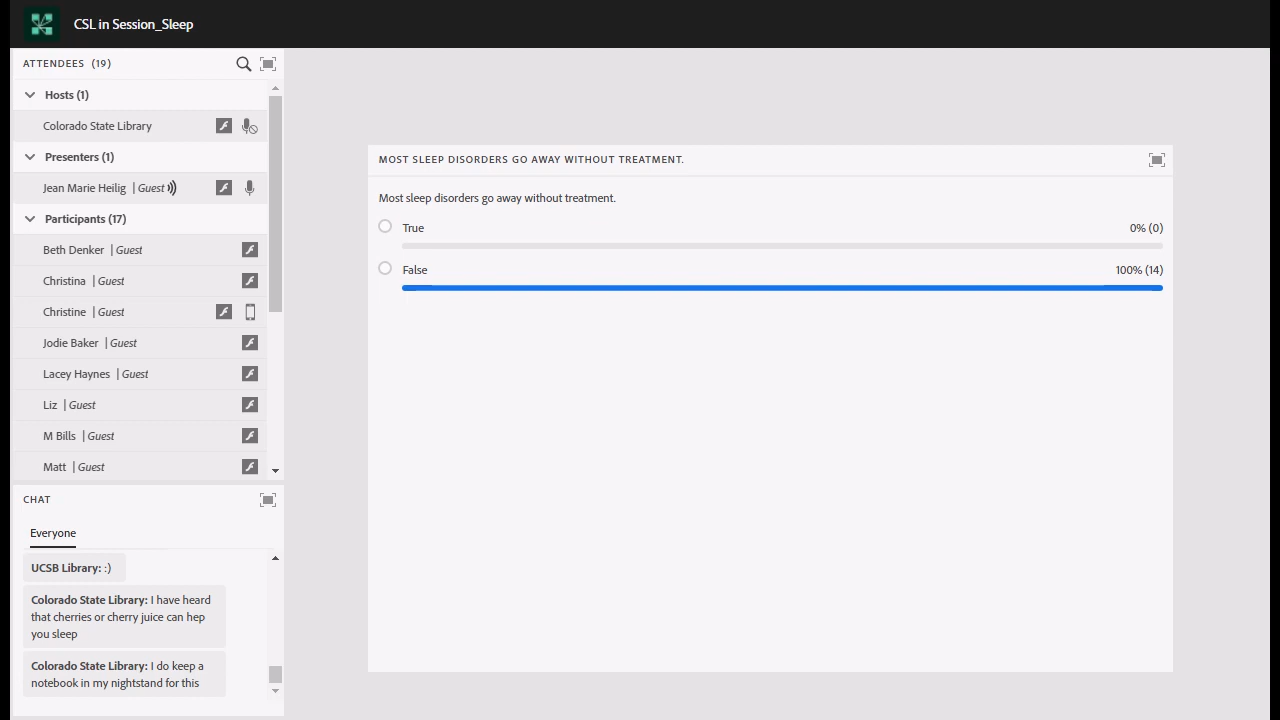 CSL in Session_Sleep
ATTENDEES (19)
Hosts (1)
Colorado State Library
Presenters (1)
Jean Marie Heilig | Guest
Participants (17)
Beth Denker | Guest
Christina | Guest
Christine | Guest
Jodie Baker | Guest
Lacey Haynes | Guest
Liz | Guest
M Bills | Guest
Matt | Guest
CHAT
Everyone
UCSB Library: :)
Colorado State Library: I have heard
that cherries or cherry juice can hep
you sleep
Colorado State Library: I do keep a
notebook in my nightstand for this
MOST SLEEP DISORDERS GO AWAY WITHOUT TREATMENT.
Most sleep disorders go away without treatment.
True 0% (0)
False 100% (14)